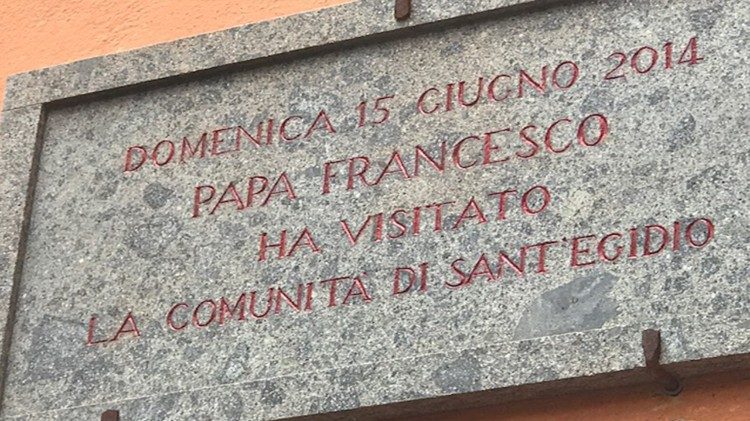 DOMENICA 15 GIUGNO 2014
PAPA FRANCESCO
HA VISITATO
LA COMUNITÀ DI SANT'EGIDIO